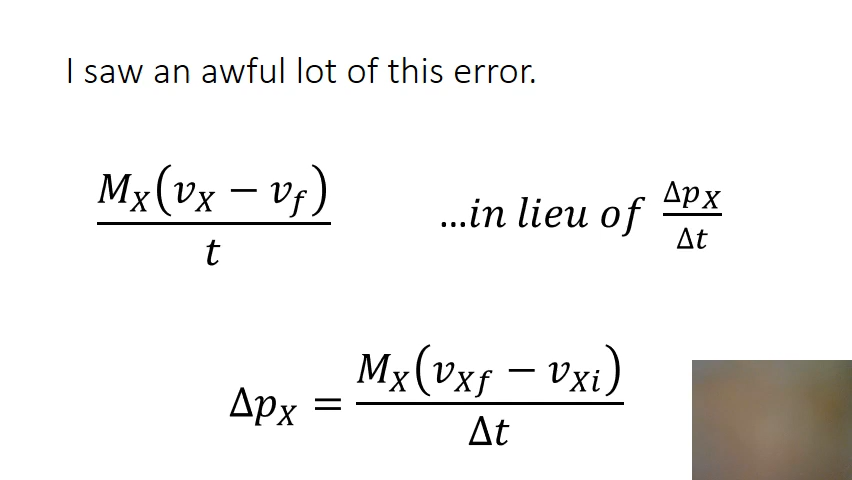 I saw an awful lot of this error.
M_X(v_X − v_f)/t ...in lieu of Δp_X/Δt
Δp_X = M_X(v_Xf − v_Xi)/Δt